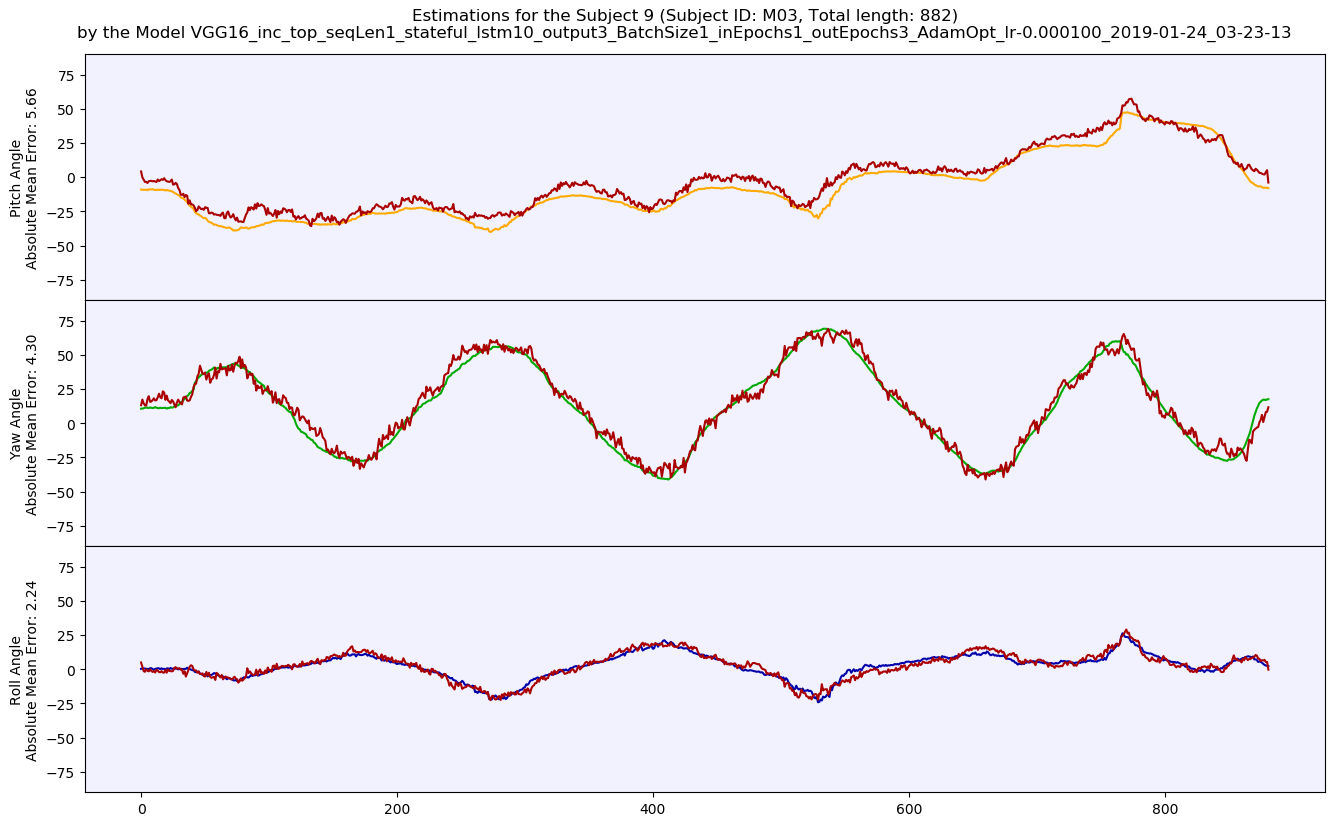 Estimations for the Subject 9 (Subject ID: M03, Total length: 882)
by the Model VGG16_inc_top_seqLen1_stateful_lstm10_output3_BatchSize1_inEpochs1_outEpochs3_AdamOpt_lr-0.000100_2019-01-24_03-23-13
Pitch Angle
Absolute Mean Error: 5.66
75
50
25
0
−25
−50
−75
Yaw Angle
Absolute Mean Error: 4.30
75
50
25
0
−25
−50
−75
Roll Angle
Absolute Mean Error: 2.24
75
50
25
0
−25
−50
−75
0 200 400 600 800